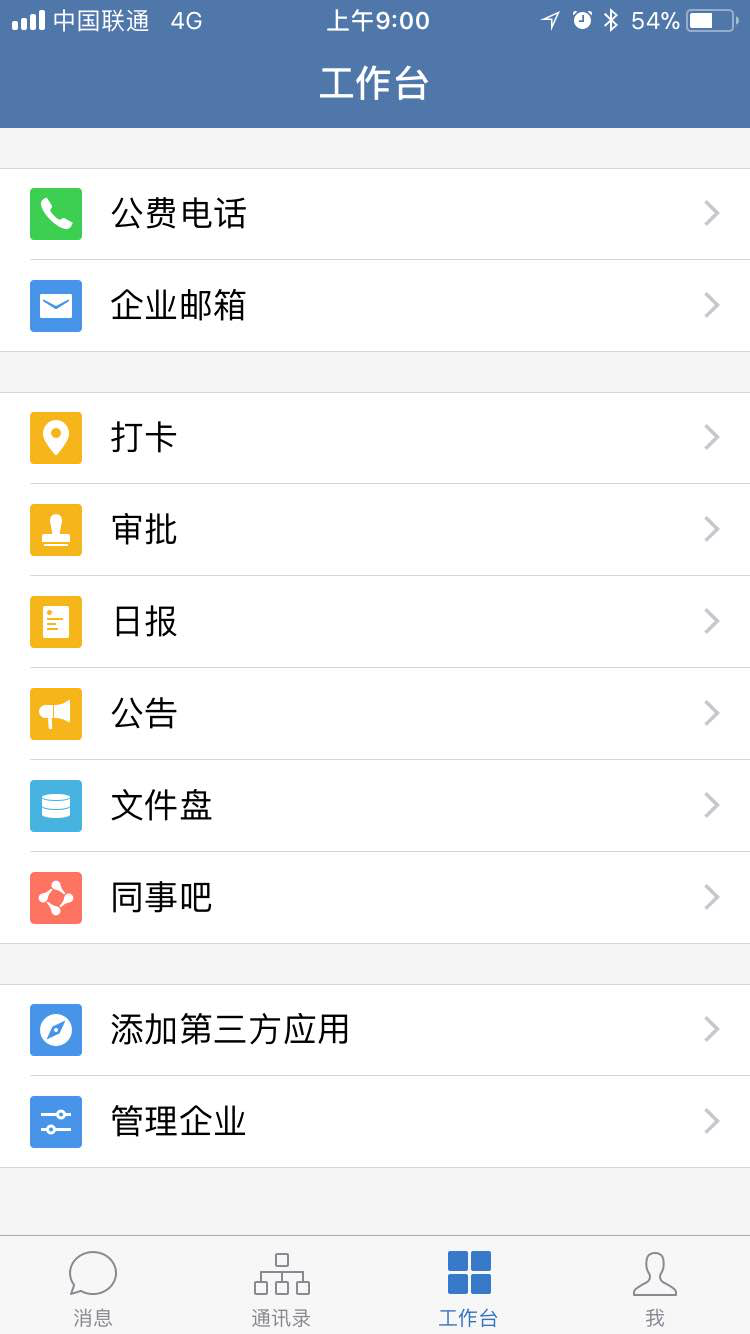 中国联通 4G 上午9:00 54%
工作台
公费电话
企业邮箱
打卡
审批
日报
公告
文件盘
同事吧
添加第三方应用
管理企业
消息 通讯录 工作台 我